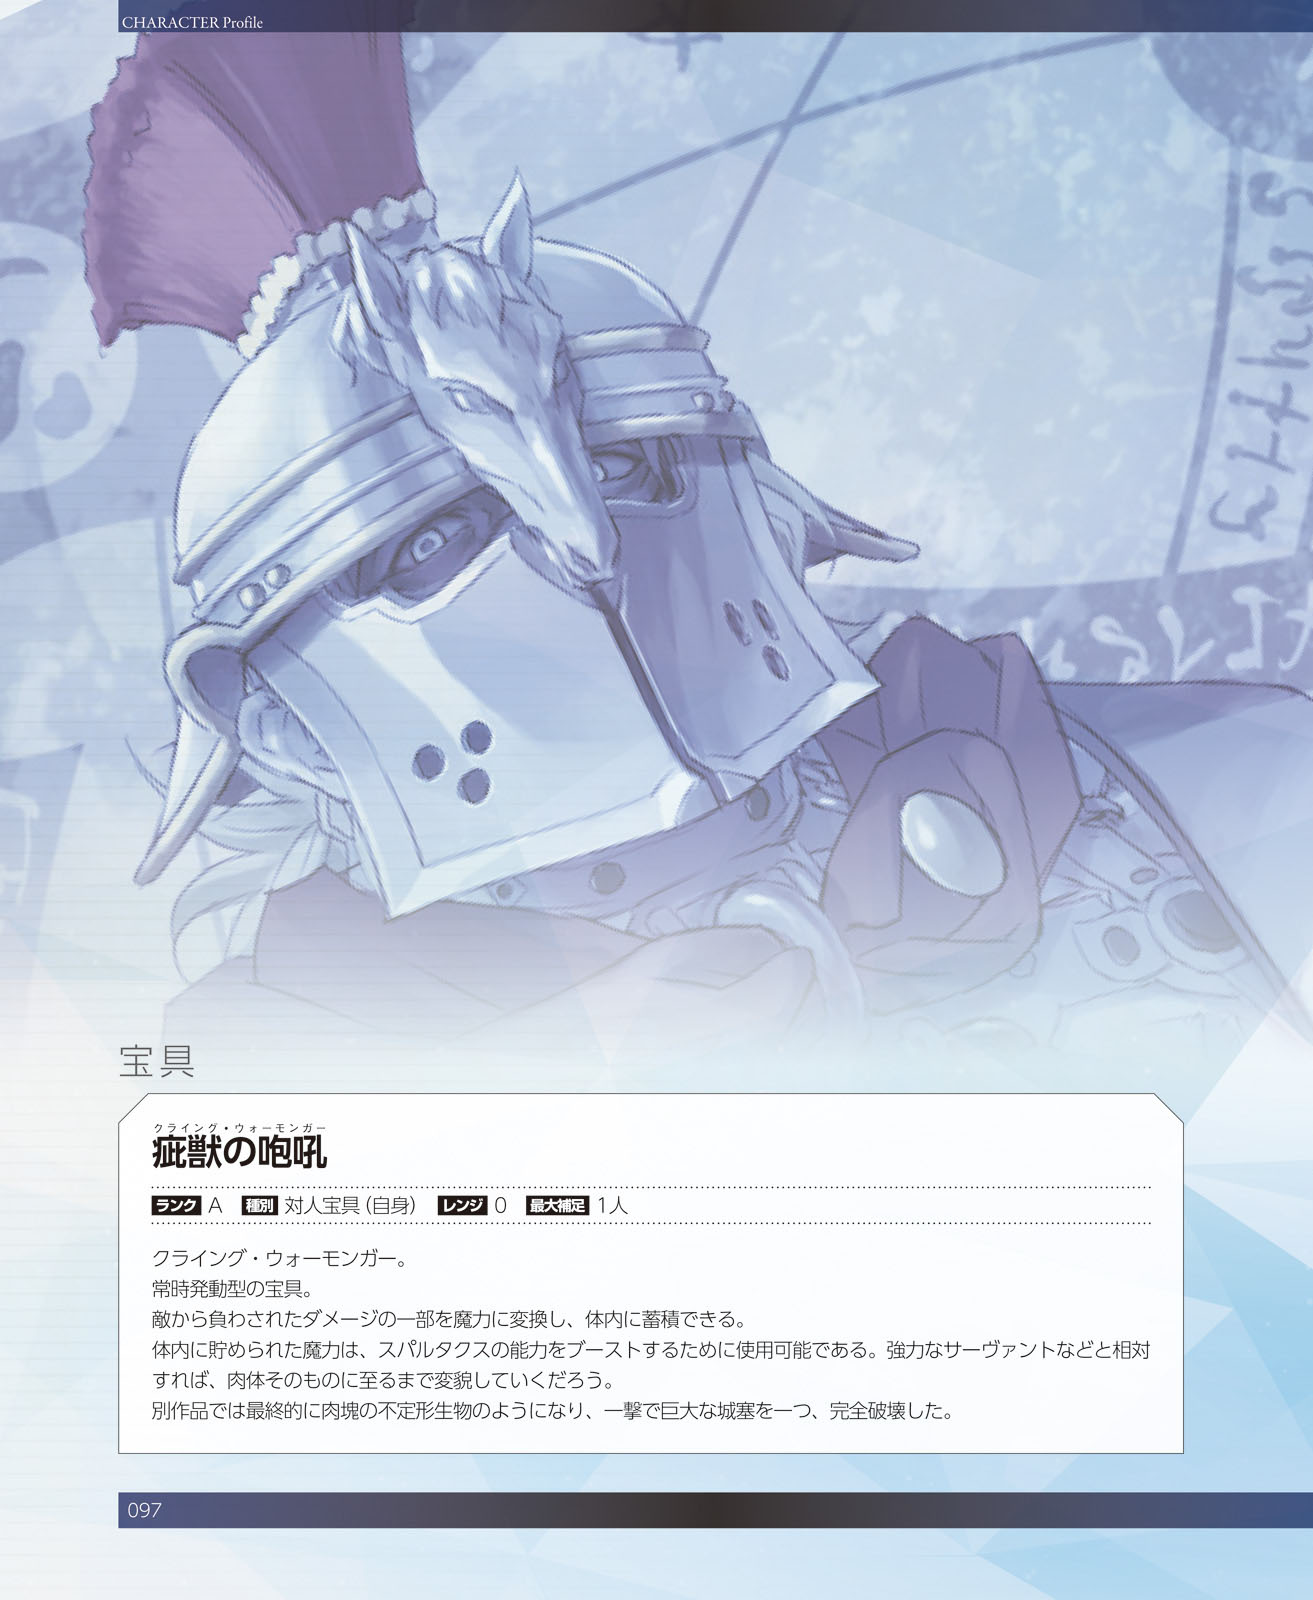 CHARACTER Profile
宝具
クライング・ウォーモンガー
疵獣の咆吼
ランク A 種別 対人宝具（自身） レンジ 0 最大補足 1人
クライング・ウォーモンガー。
常時発動型の宝具。
敵から負わされたダメージの一部を魔力に変換し、体内に蓄積できる。
体内に貯められた魔力は、スパルタクスの能力をブーストするために使用可能である。強力なサーヴァントなどと相対
すれば、肉体そのものに至るまで変貌していくだろう。
別作品では最終的に肉塊の不定形生物のようになり、一撃で巨大な城塞を一つ、完全破壊した。
097